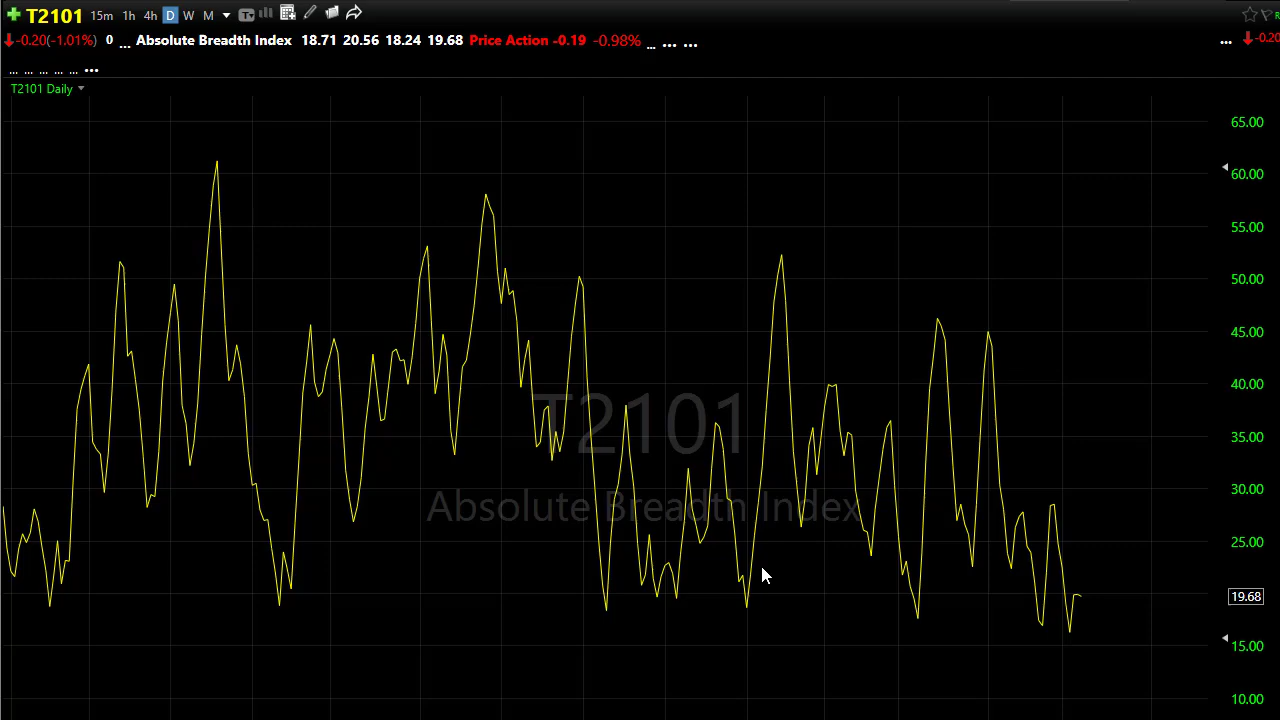 T2101 15m 1h 4h D W M
-0.20(-1.01%) 0 ... Absolute Breadth Index 18.71 20.56 18.24 19.68 Price Action -0.19 -0.98% ... ... ... ... -0.20
... ... ... ... ... ...
T2101 Daily
65.00
60.00
55.00
50.00
45.00
40.00
T2101
35.00
30.00
Absolute Breadth Index
25.00
19.68
15.00
10.00